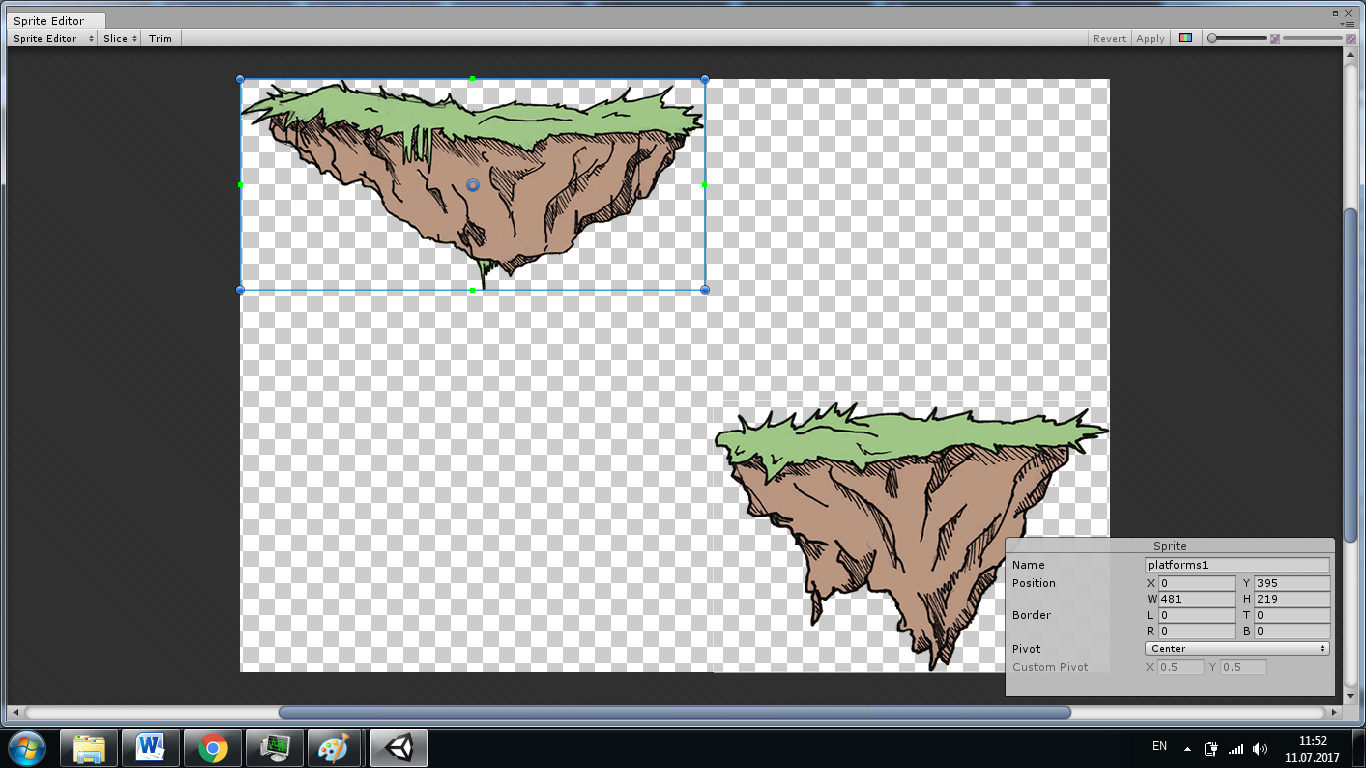 Sprite Editor
Sprite Editor Slice Trim Revert Apply
Sprite
Name platforms1
Position X 0 Y 395
W 481 H 219
Border L 0 T 0
R 0 B 0
Pivot Center
Custom Pivot X 0.5 Y 0.5
EN 11:52
11.07.2017